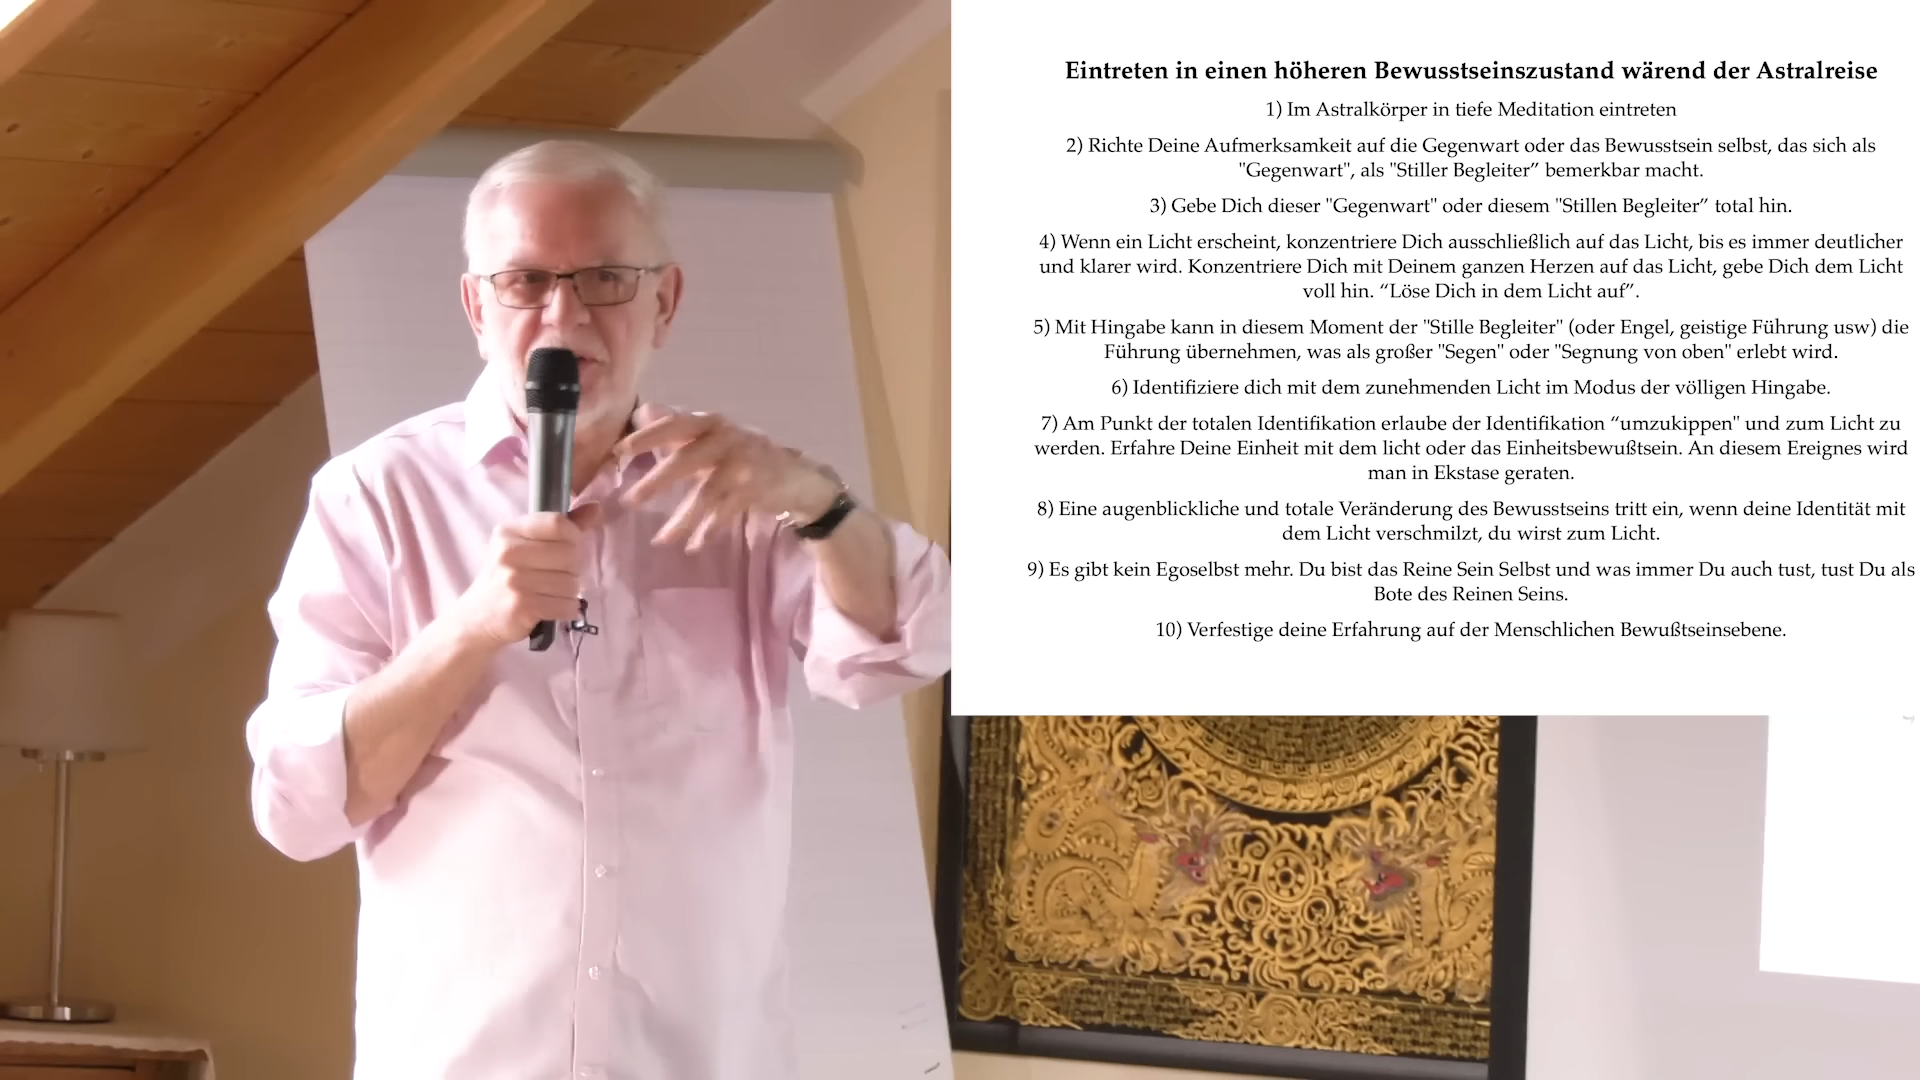 Eintreten in einen höheren Bewusstseinszustand wärend der Astralreise
1) Im Astralkörper in tiefe Meditation eintreten
2) Richte Deine Aufmerksamkeit auf die Gegenwart oder das Bewusstsein selbst, das sich als
"Gegenwart", als "Stiller Begleiter” bemerkbar macht.
3) Gebe Dich dieser "Gegenwart" oder diesem "Stillen Begleiter” total hin.
4) Wenn ein Licht erscheint, konzentriere Dich ausschließlich auf das Licht, bis es immer deutlicher
und klarer wird. Konzentriere Dich mit Deinem ganzen Herzen auf das Licht, gebe Dich dem Licht
voll hin. “Löse Dich in dem Licht auf”.
5) Mit Hingabe kann in diesem Moment der "Stille Begleiter" (oder Engel, geistige Führung usw) die
Führung übernehmen, was als großer "Segen" oder "Segnung von oben" erlebt wird.
6) Identifiziere dich mit dem zunehmenden Licht im Modus der völligen Hingabe.
7) Am Punkt der totalen Identifikation erlaube der Identifikation “umzukippen" und zum Licht zu
werden. Erfahre Deine Einheit mit dem licht oder das Einheitsbewußtsein. An diesem Ereignes wird
man in Ekstase geraten.
8) Eine augenblickliche und totale Veränderung des Bewusstseins tritt ein, wenn deine Identität mit
dem Licht verschmilzt, du wirst zum Licht.
9) Es gibt kein Egoselbst mehr. Du bist das Reine Sein Selbst und was immer Du auch tust, tust Du als
Bote des Reinen Seins.
10) Verfestige deine Erfahrung auf der Menschlichen Bewußtseinsebene.